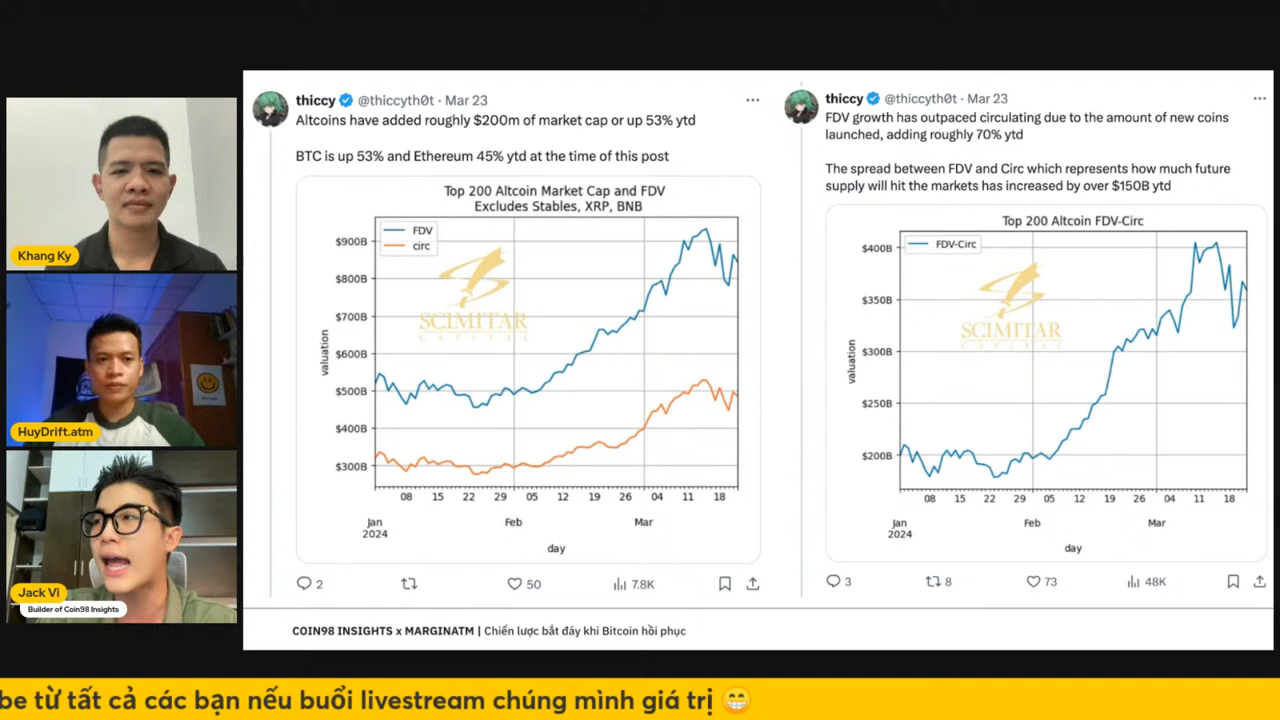 Khang Ky
HuyDrift.atm
Jack Vi
Builder of Coin98 Insights
thiccy @thiccyth0t · Mar 23
Altcoins have added roughly $200m of market cap or up 53% ytd
BTC is up 53% and Ethereum 45% ytd at the time of this post
Top 200 Altcoin Market Cap and FDV
Excludes Stables, XRP, BNB
FDV
circ
SCIMITAR
CAPITAL
valuation
$900B
$800B
$700B
$600B
$500B
$400B
$300B
08 15 22 29 05 12 19 26 04 11 18
Jan Feb Mar
2024
day
2 50 7.8K
thiccy @thiccyth0t · Mar 23
FDV growth has outpaced circulating due to the amount of new coins
launched, adding roughly 70% ytd
The spread between FDV and Circ which represents how much future
supply will hit the markets has increased by over $150B ytd
Top 200 Altcoin FDV-Circ
FDV-Circ
SCIMITAR
CAPITAL
valuation
$400B
$350B
$300B
$250B
$200B
08 15 22 29 05 12 19 26 04 11 18
Jan Feb Mar
2024
day
3 8 73 48K
COIN98 INSIGHTS x MARGINATM | Chiến lược bắt đáy khi Bitcoin hồi phục
be từ tất cả các bạn nếu buổi livestream chúng mình giá trị 😁